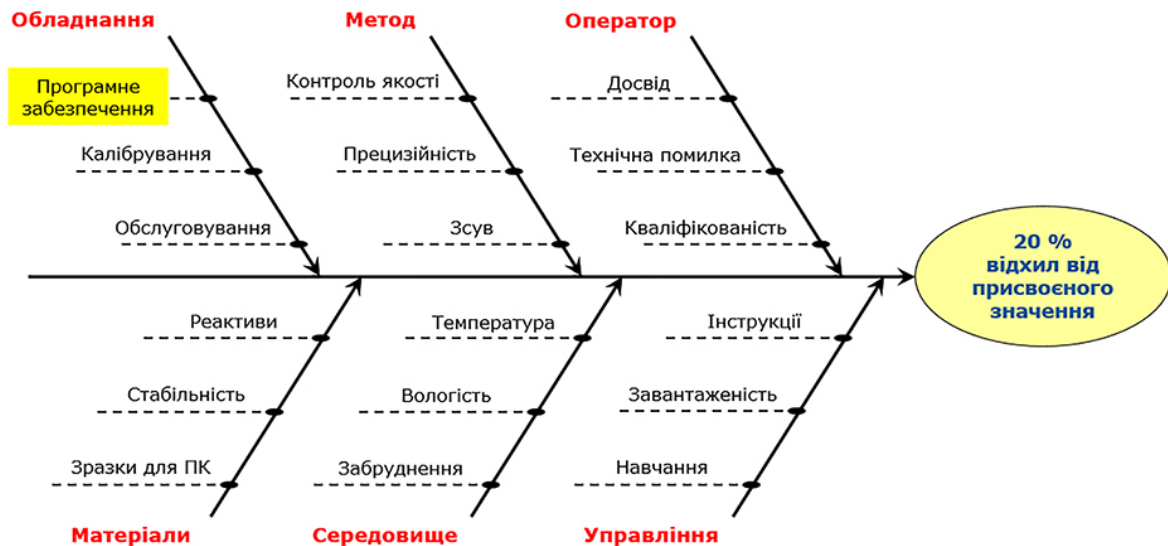 Обладнання
Метод
Оператор
Програмне
забезпечення
Контроль якості
Досвід
Калібрування
Прецизійність
Технічна помилка
Обслуговування
Зсув
Кваліфікованість
20 %
відхил від
присвоєного
значення
Реактиви
Температура
Інструкції
Стабільність
Вологість
Завантаженість
Зразки для ПК
Забруднення
Навчання
Матеріали
Середовище
Управління